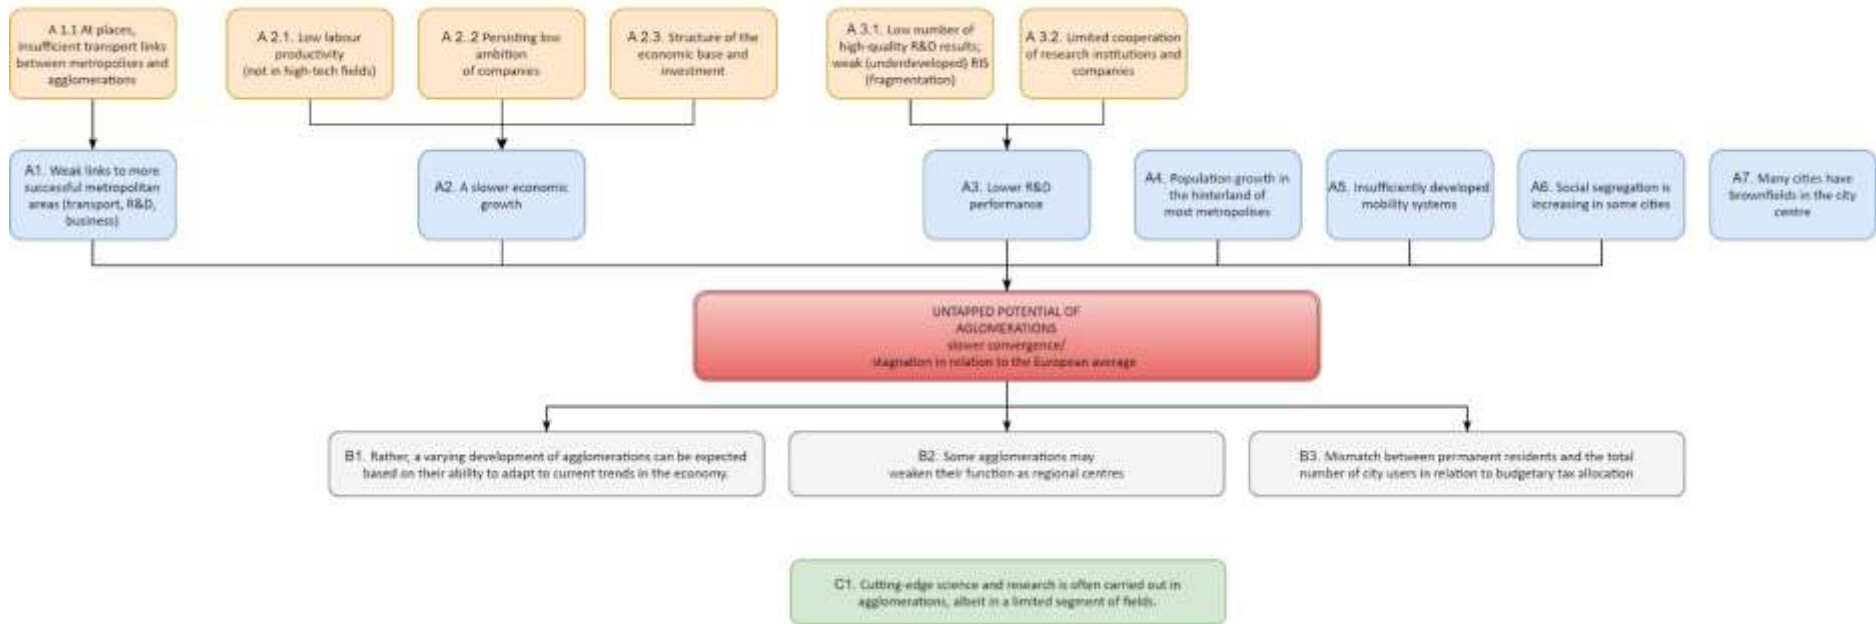 A 1.1 At places,
insufficient transport links
between metropolises and
agglomerations
A 2.1. Low labour
productivity
(not in high-tech fields)
A 2..2 Persisting low
ambition
of companies
A 2.3. Structure of the
economic base and
investment
A 3.1. Low number of
high-quality R&D results;
weak (underdeveloped) RIS
(fragmentation)
A 3.2. Limited cooperation
of research institutions and
companies
A1. Weak links to more
successful metropolitan
areas (transport, R&D,
business)
A2. A slower economic
growth
A3. Lower R&D
performance
A4. Population growth in
the hinterland of
most metropolises
A5. Insufficiently developed
mobility systems
A6. Social segregation is
increasing in some cities
A7. Many cities have
brownfields in the city
centre
UNTAPPED POTENTIAL OF
AGLOMERATIONS
slower convergence/
stagnation in relation to the European average
B1. Rather, a varying development of agglomerations can be expected
based on their ability to adapt to current trends in the economy.
B2. Some agglomerations may
weaken their function as regional centres
B3. Mismatch between permanent residents and the total
number of city users in relation to budgetary tax allocation
C1. Cutting-edge science and research is often carried out in
agglomerations, albeit in a limited segment of fields.